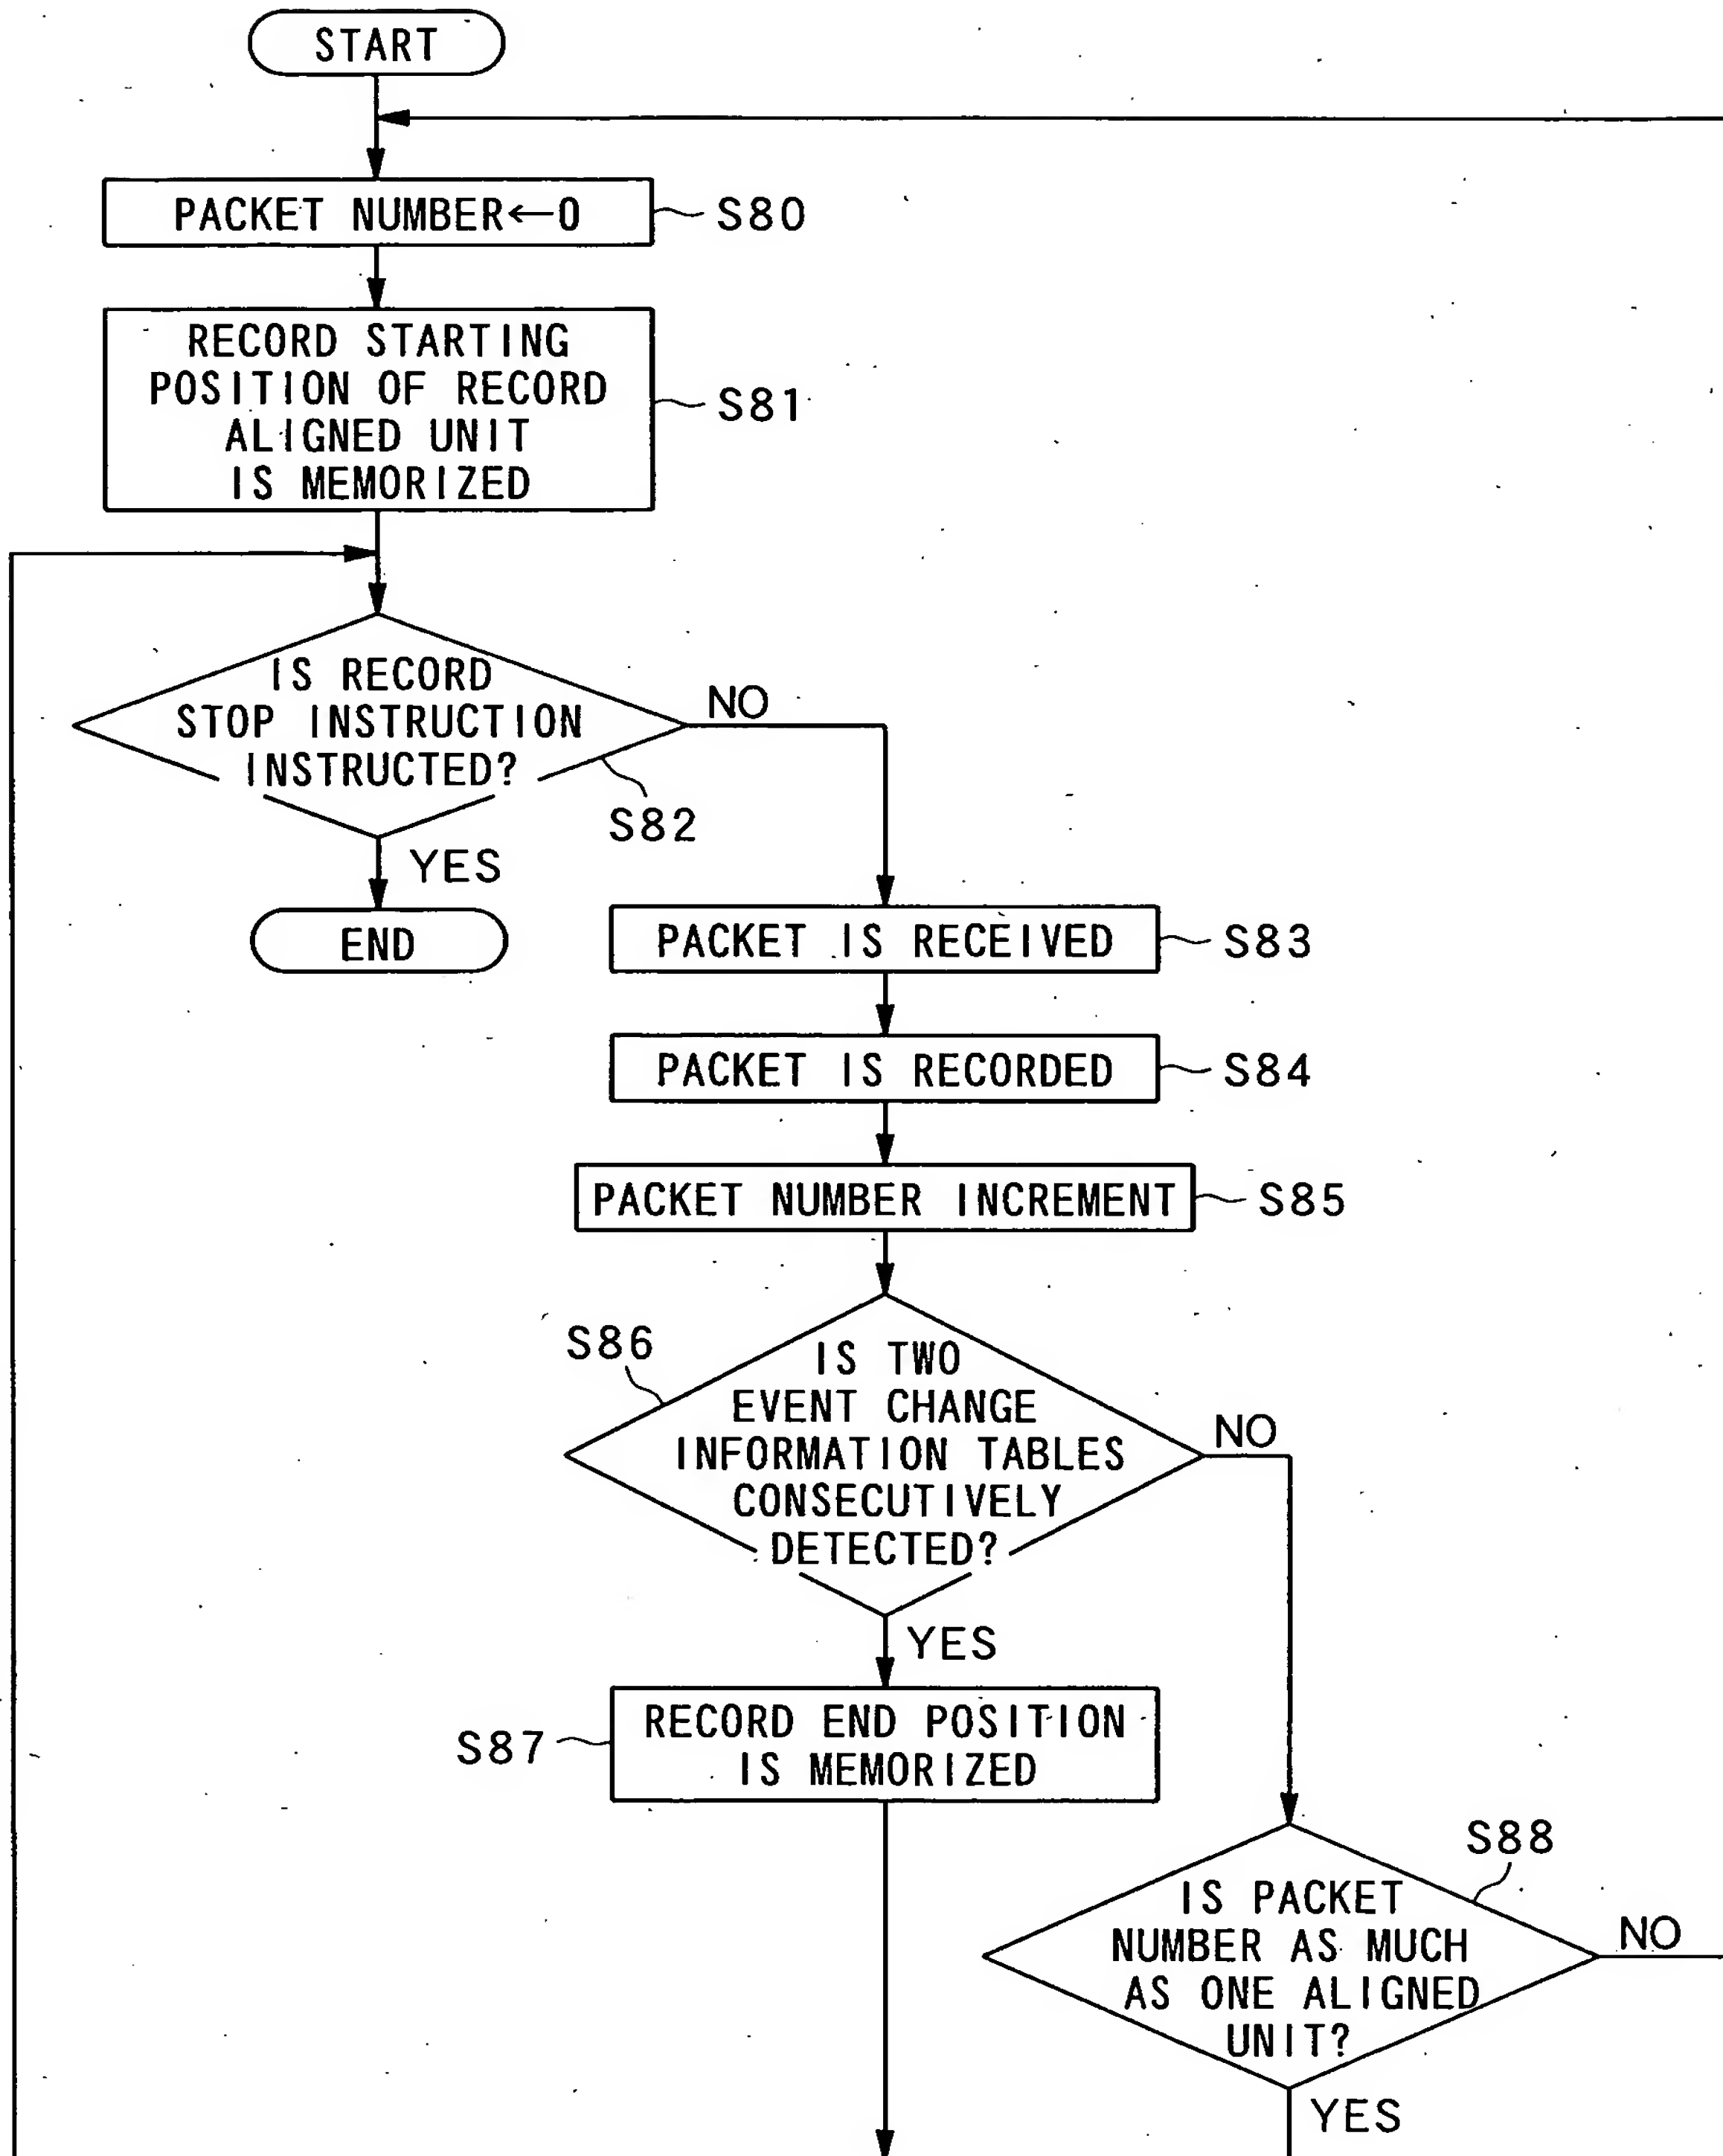 START
PACKET NUMBER←0
S80
RECORD STARTING
POSITION OF RECORD
ALIGNED UNIT
IS MEMORIZED
S81
IS RECORD
STOP INSTRUCTION
INSTRUCTED?
NO
S82
YES
END
PACKET IS RECEIVED
S83
PACKET IS RECORDED
S84
PACKET NUMBER INCREMENT
S85
S86
IS TWO
EVENT CHANGE
INFORMATION TABLES
CONSECUTIVELY
DETECTED?
NO
YES
S87
RECORD END POSITION
IS MEMORIZED
S88
IS PACKET
NUMBER AS MUCH
AS ONE ALIGNED
UNIT?
NO
YES